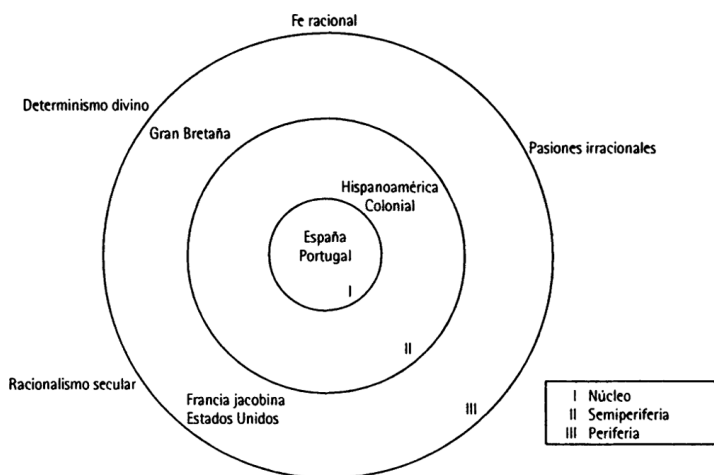 Fe racional
Determinismo divino
Gran Bretaña
Pasiones irracionales
Hispanoamérica
Colonial
España
Portugal
I
II
Racionalismo secular
Francia jacobina
Estados Unidos
III
I Núcleo
II Semiperiferia
III Periferia